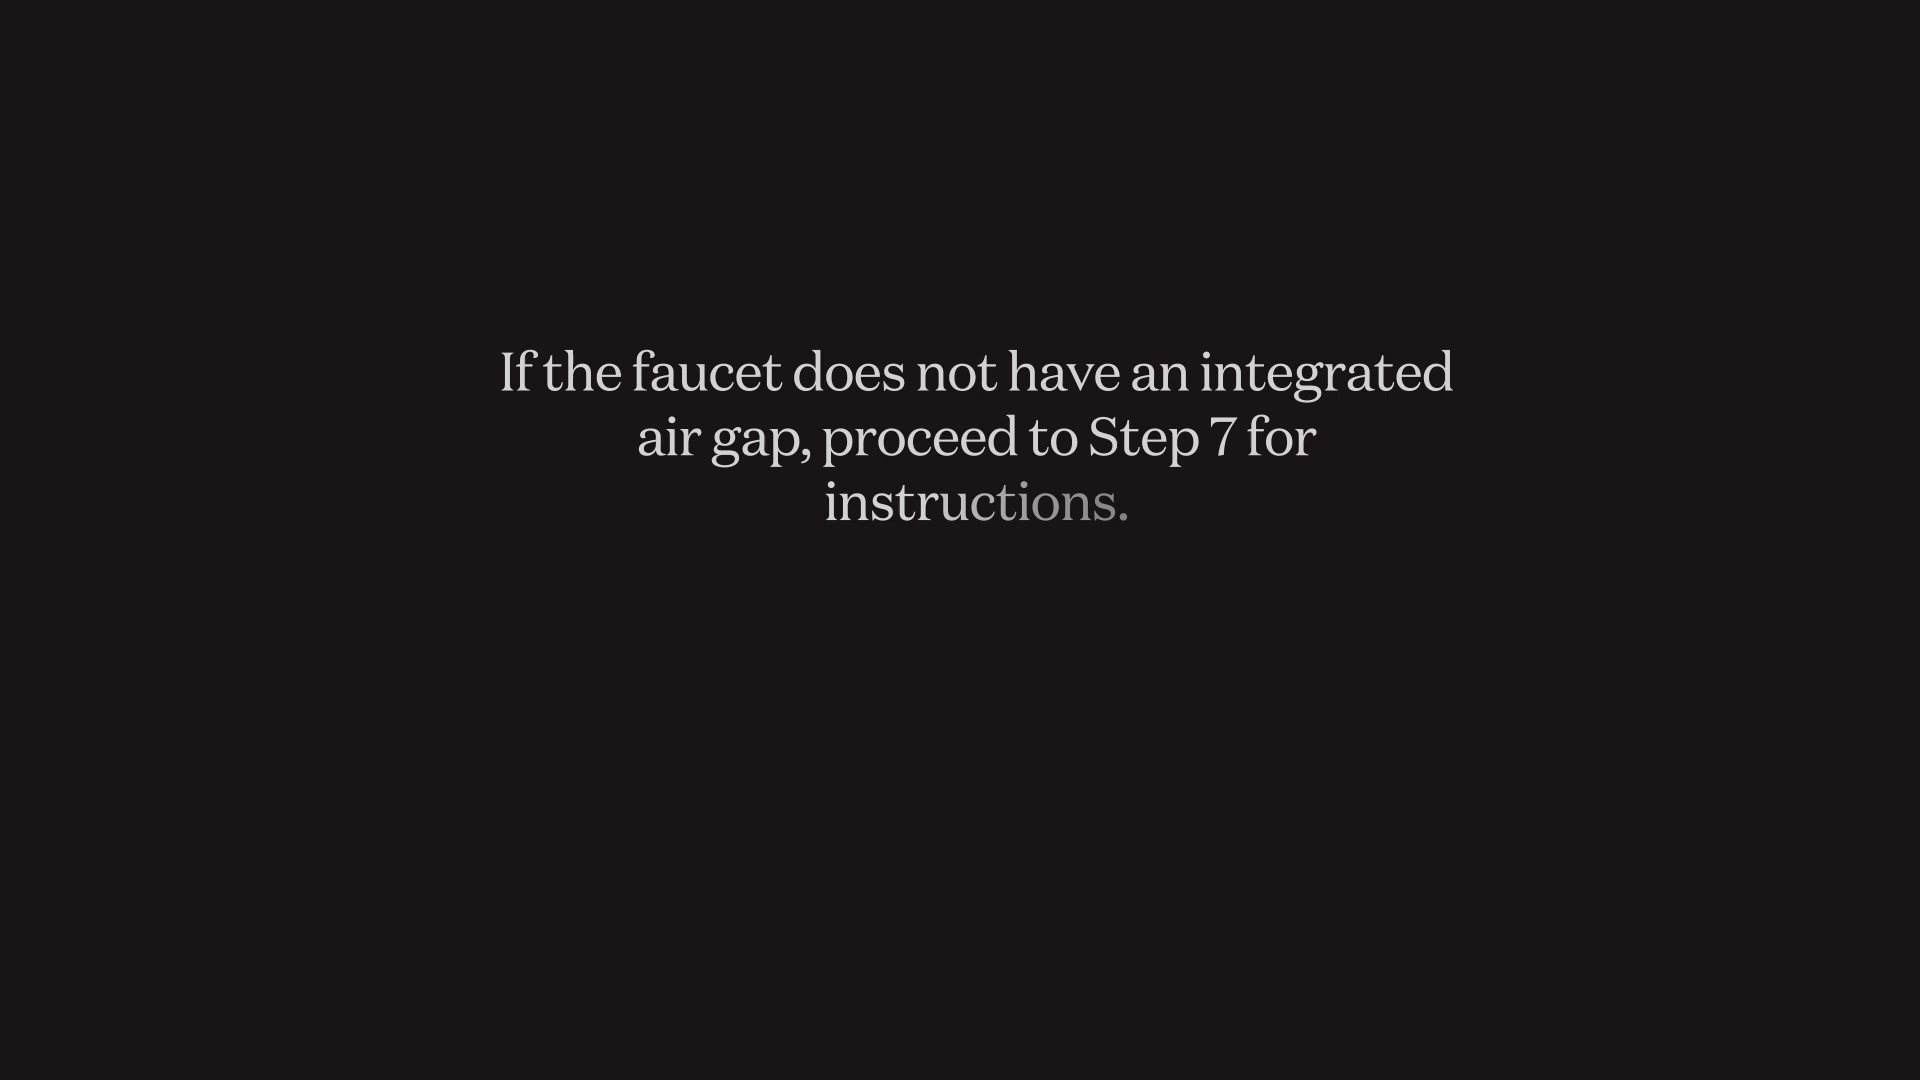 If the faucet does not have an integrated
air gap, proceed to Step 7 for
instructions.